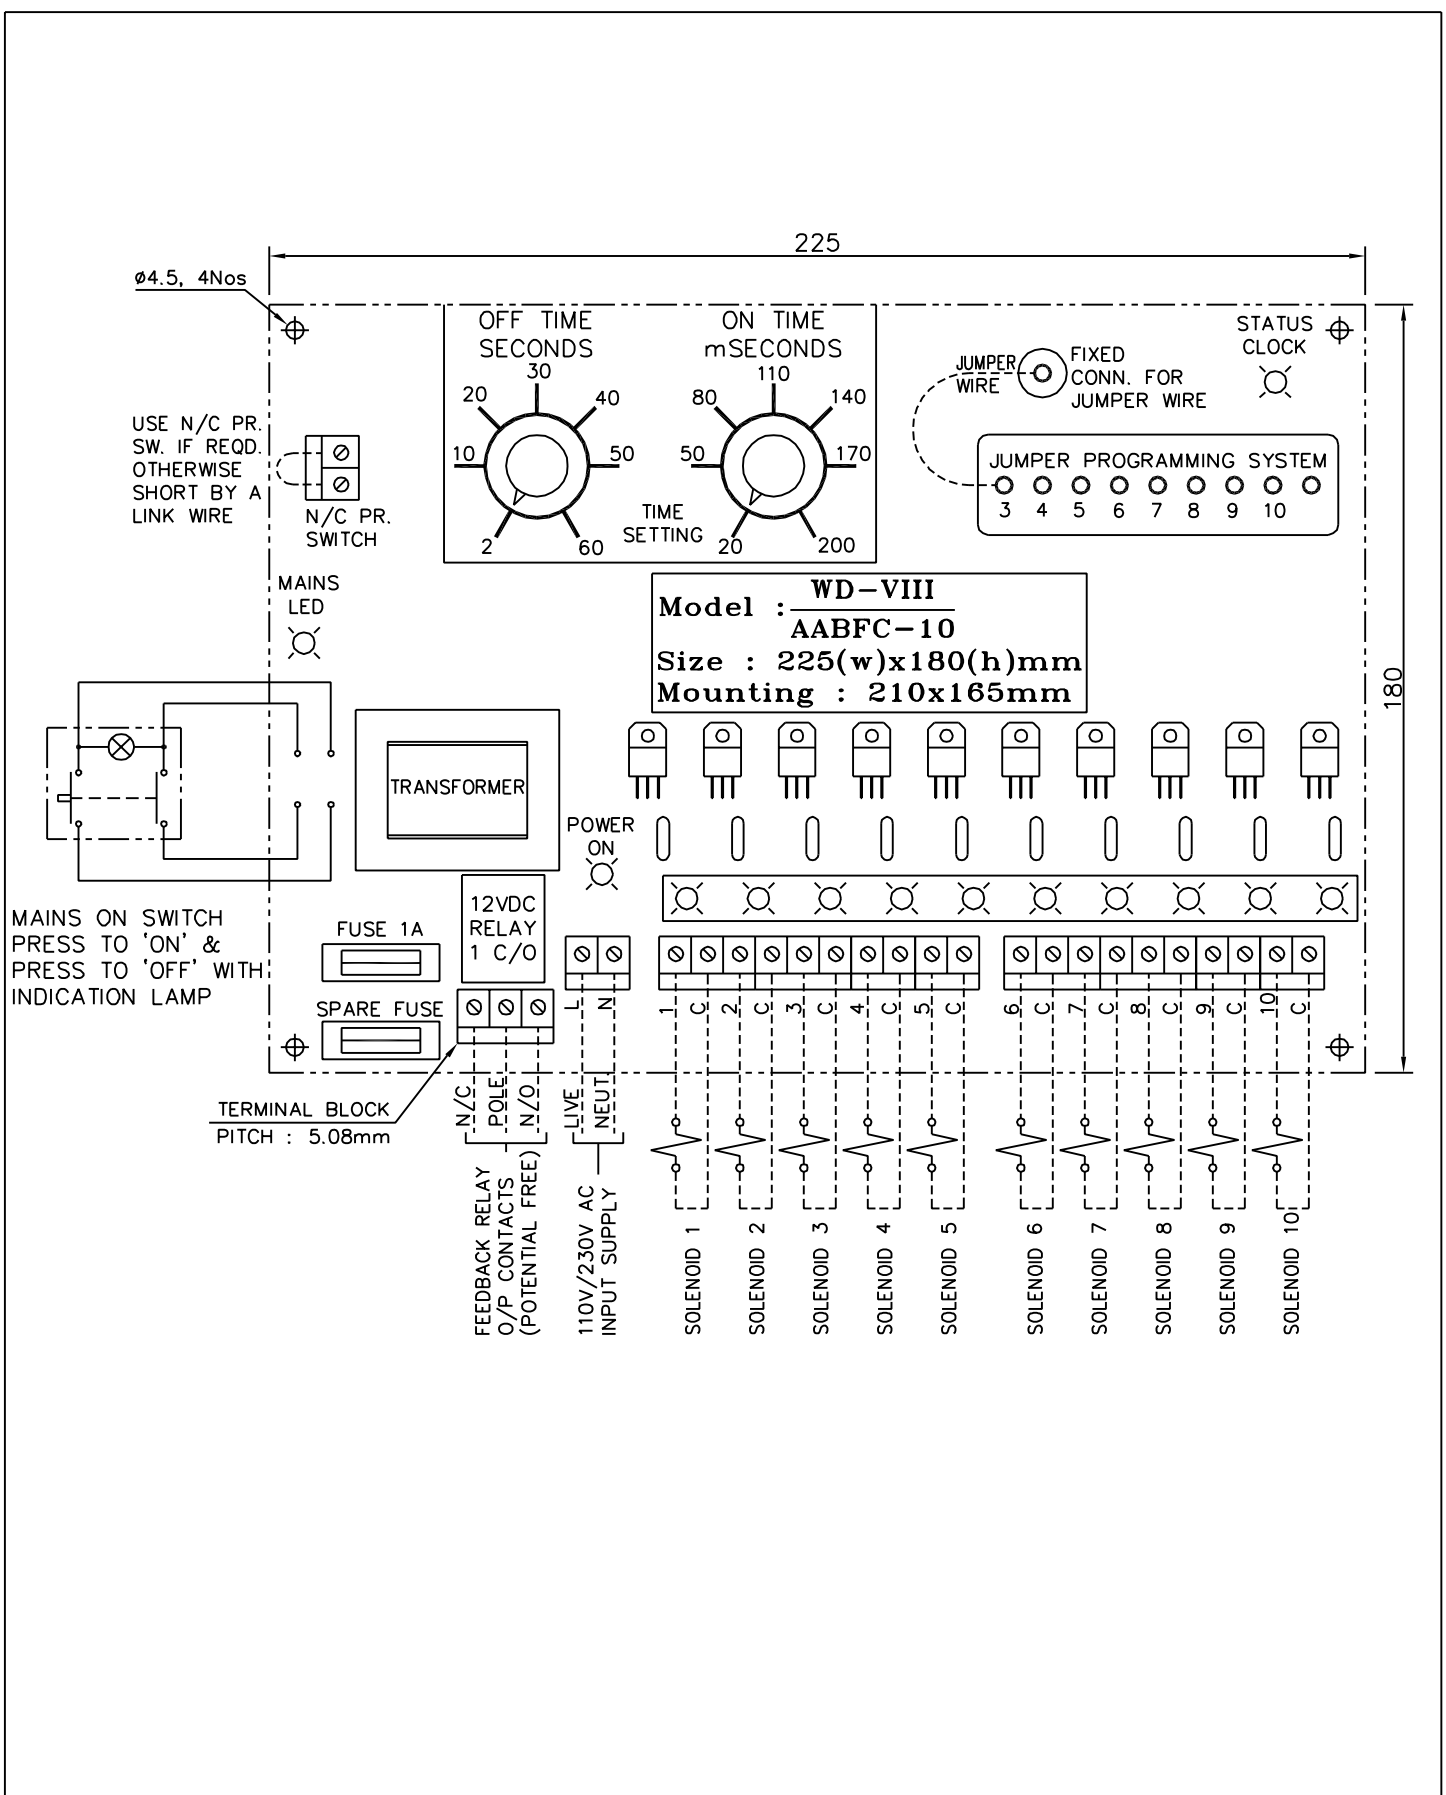 225
ø4.5, 4Nos
OFF TIME
SECONDS
ON TIME
mSECONDS
30
20
40
10
50
2
60
110
80
140
50
170
20
200
TIME
SETTING
JUMPER
WIRE
FIXED
CONN. FOR
JUMPER WIRE
STATUS
CLOCK
JUMPER PROGRAMMING SYSTEM
3 4 5 6 7 8 9 10
USE N/C PR.
SW. IF REQD.
OTHERWISE
SHORT BY A
LINK WIRE
N/C PR.
SWITCH
MAINS
LED
Model : WD-VIII
AABFC-10
Size : 225(w)x180(h)mm
Mounting : 210x165mm
180
TRANSFORMER
POWER
ON
12VDC
RELAY
1 C/O
MAINS ON SWITCH
PRESS TO 'ON' &
PRESS TO 'OFF' WITH
INDICATION LAMP
FUSE 1A
SPARE FUSE
L N
1 C 2 C 3 C 4 C 5 C
6 C 7 C 8 C 9 C 10 C
TERMINAL BLOCK
PITCH : 5.08mm
N/C
POLE
N/O
LIVE
NEUT.
FEEDBACK RELAY
O/P CONTACTS
(POTENTIAL FREE)
110V/230V AC
INPUT SUPPLY
SOLENOID 1
SOLENOID 2
SOLENOID 3
SOLENOID 4
SOLENOID 5
SOLENOID 6
SOLENOID 7
SOLENOID 8
SOLENOID 9
SOLENOID 10